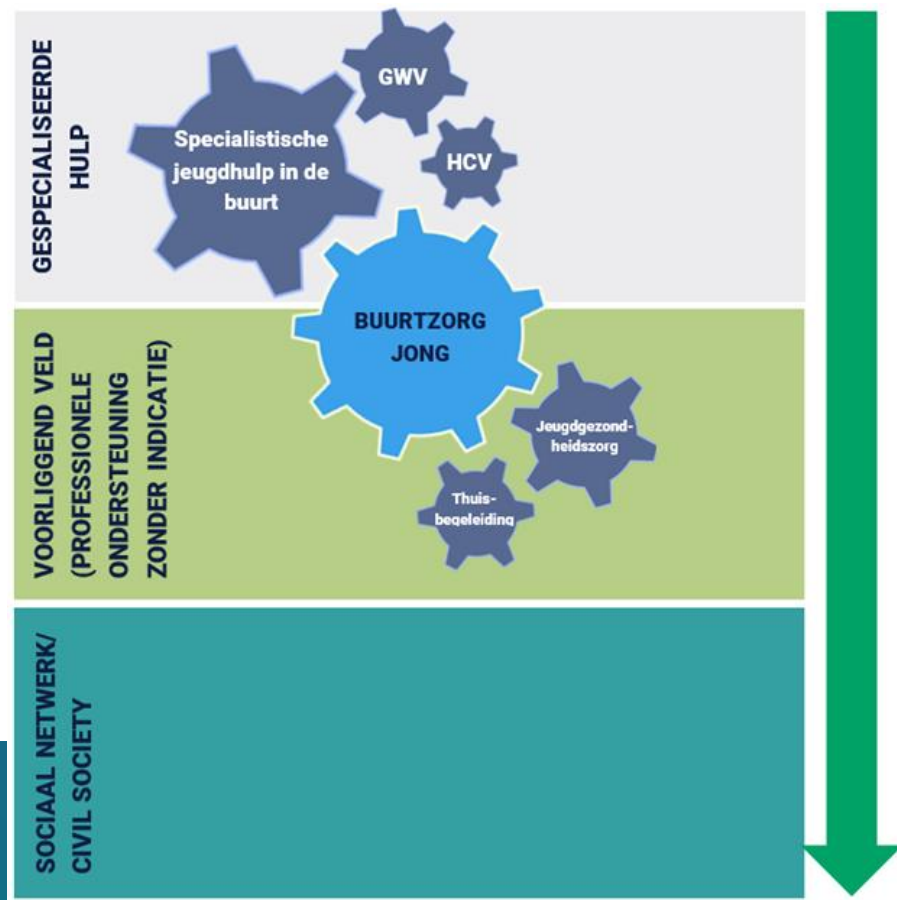 GESPECIALISEERDE
HULP
Specialistische
jeugdhulp in de
buurt
GWV
HCV
BUURTZORG
JONG
VOORLIGGEND VELD
(PROFESSIONELE
ONDERSTEUNING
ZONDER INDICATIE)
Jeugdgezond-
heidszorg
Thuis-
begeleiding
SOCIAAL NETWERK/
CIVIL SOCIETY